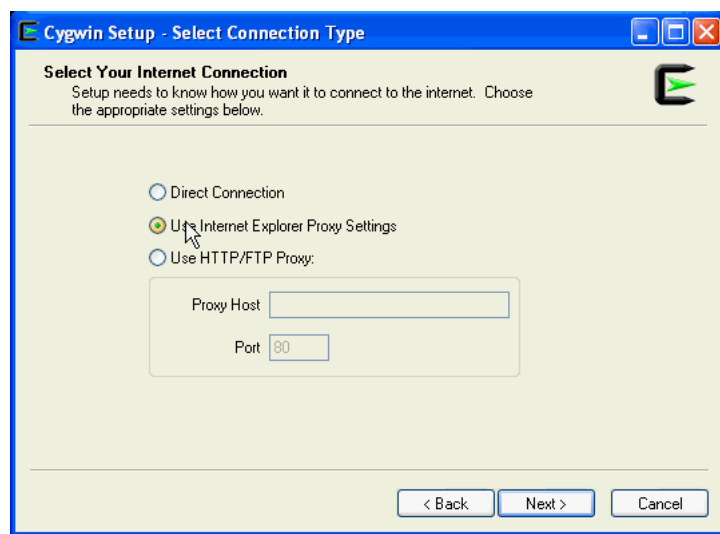 Cygwin Setup - Select Connection Type
Select Your Internet Connection
Setup needs to know how you want it to connect to the internet. Choose
the appropriate settings below.
Direct Connection
Use Internet Explorer Proxy Settings
Use HTTP/FTP Proxy:
Proxy Host
Port 80
< Back Next > Cancel